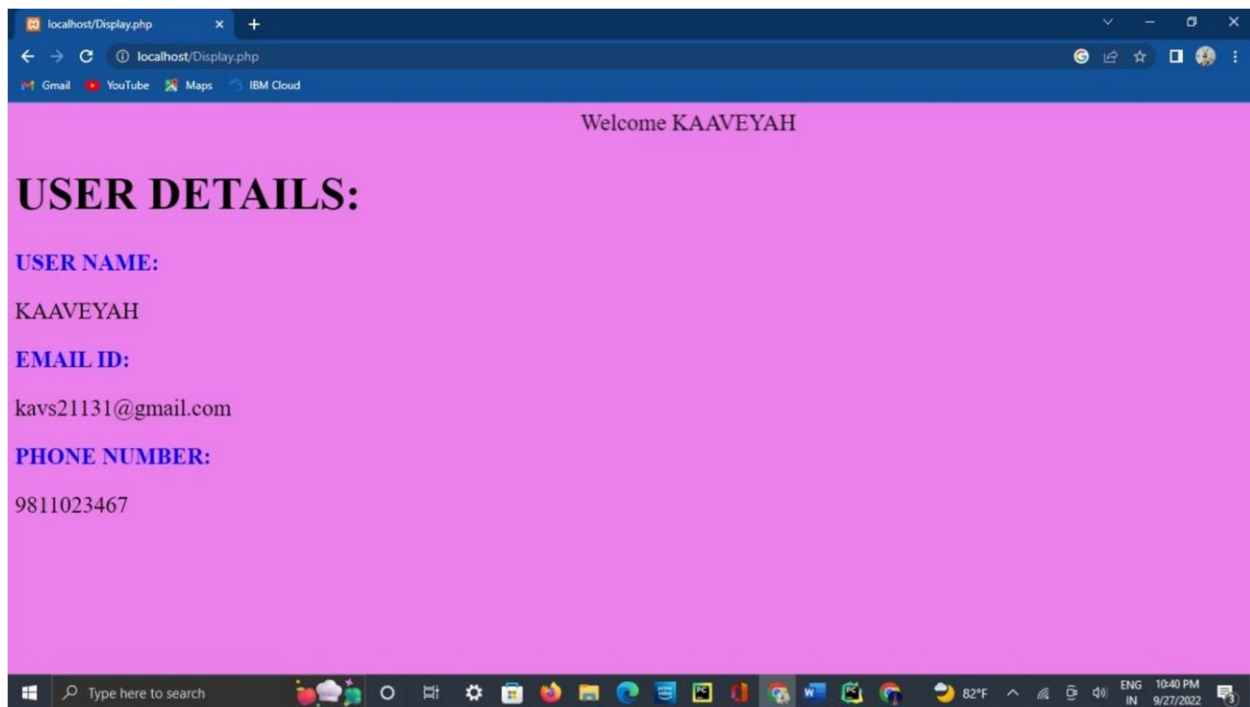 localhost/Display.php
localhost/Display.php
Gmail YouTube Maps IBM Cloud
Welcome KAAVEYAH
USER DETAILS:
USER NAME:
KAAVEYAH
EMAIL ID:
kavs21131@gmail.com
PHONE NUMBER:
9811023467
Type here to search 82°F ENG 10:40 PM
IN 9/27/2022